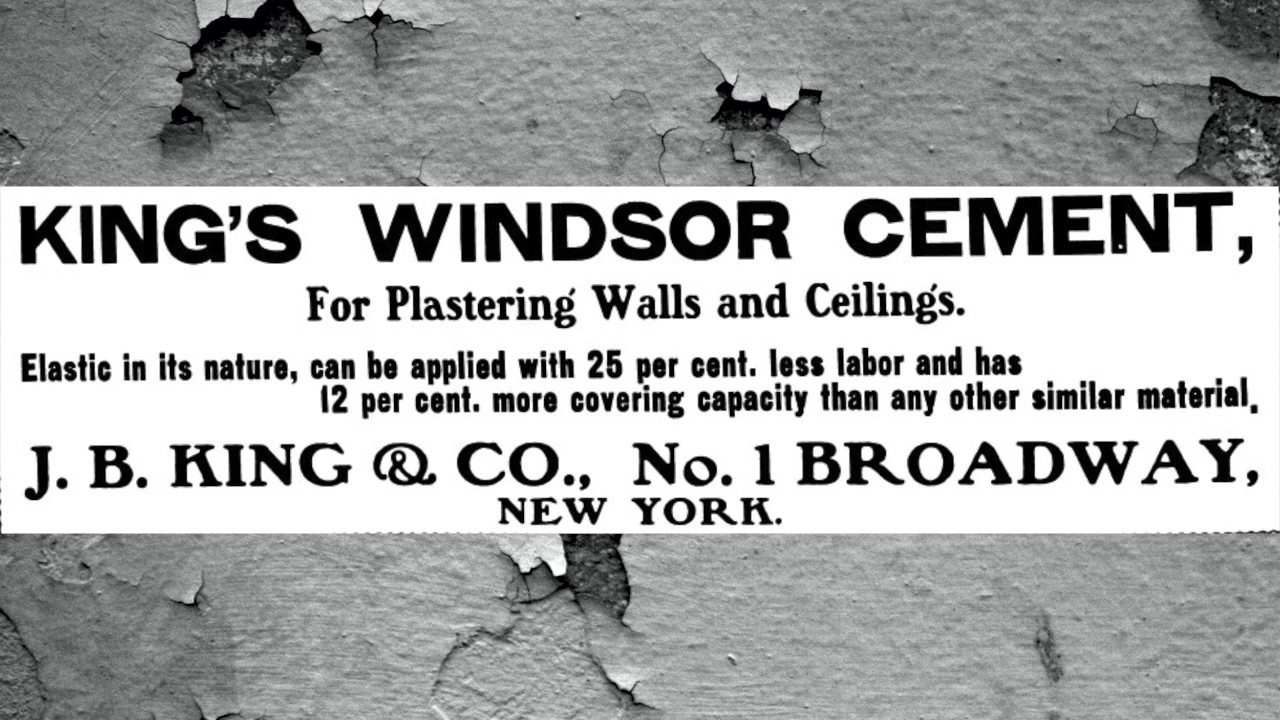 KING'S WINDSOR CEMENT,
For Plastering Walls and Ceilings.
Elastic in its nature, can be applied with 25 per cent. less labor and has
12 per cent. more covering capacity than any other similar material.
J. B. KING & CO., No. 1 BROADWAY,
NEW YORK.